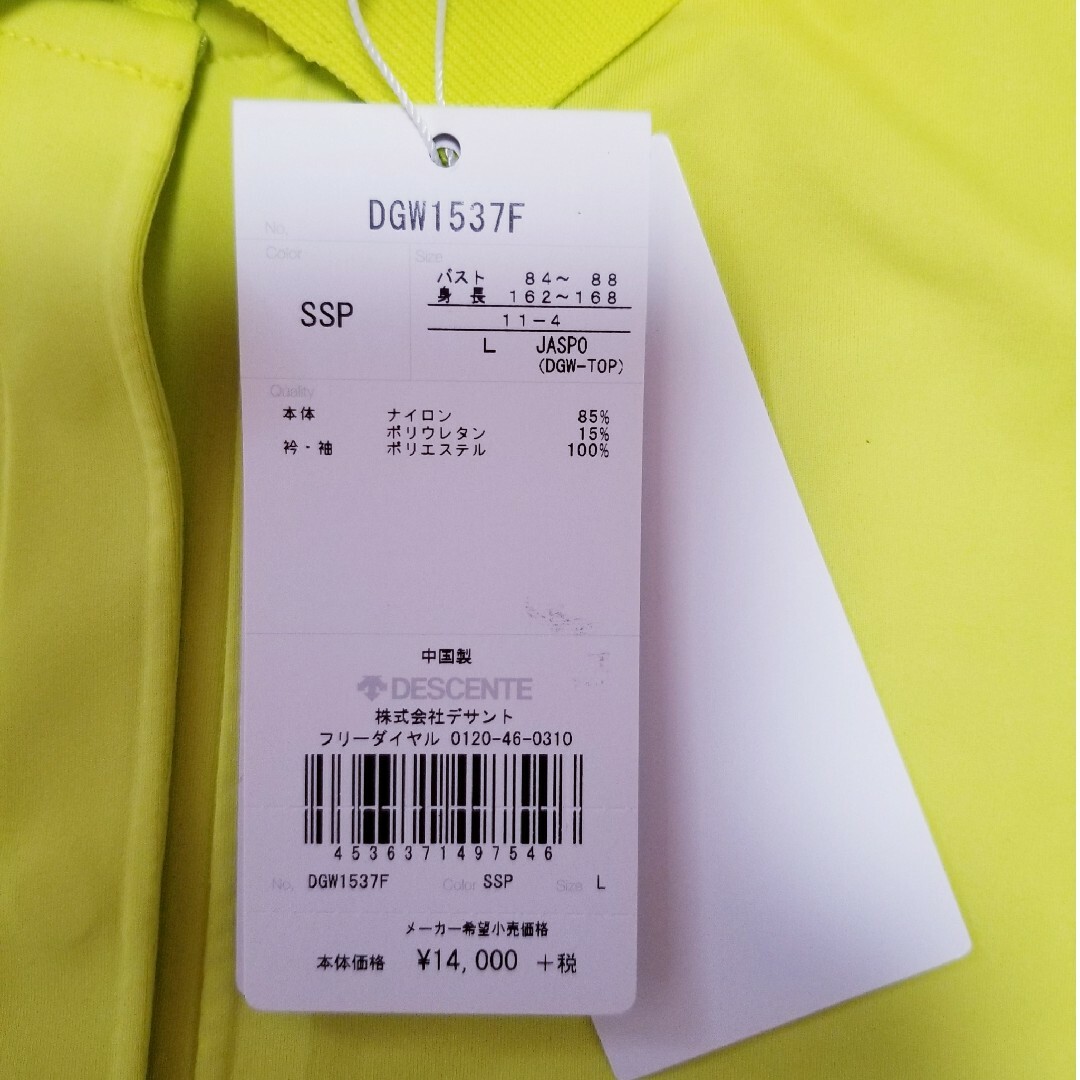 No. DGW1537F
Color SSP
Size
バスト 84～ 88
身 長 162～168
11-4
L JASPO
(DGW-TOP)
Quality
本体 ナイロン 85%
ポリウレタン 15%
衿・袖 ポリエステル 100%
中国製
DESCENTE
株式会社デサント
フリーダイヤル 0120-46-0310
4536371497546
No. DGW1537F Color SSP Size L
メーカー希望小売価格
本体価格 ¥14,000 +税